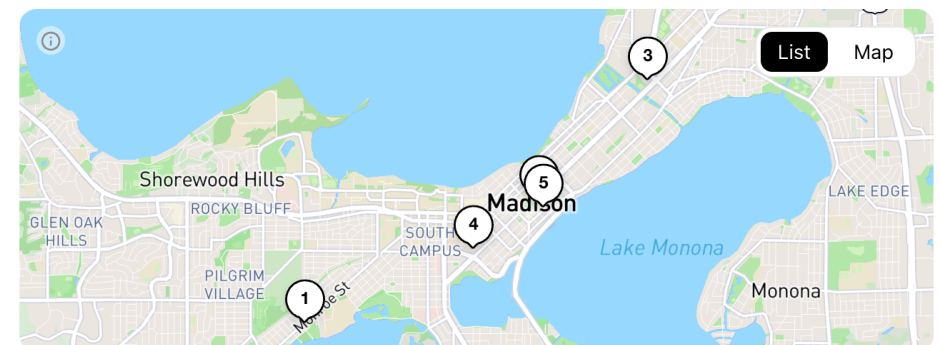 3
List
Map
Shorewood Hills
5
LAKE EDGE
ROCKY BLUFF
Madison
GLEN OAK
HILLS
4
SOUTH
CAMPUS
Lake Monona
PILGRIM
VILLAGE
1
Monroe St
Monona